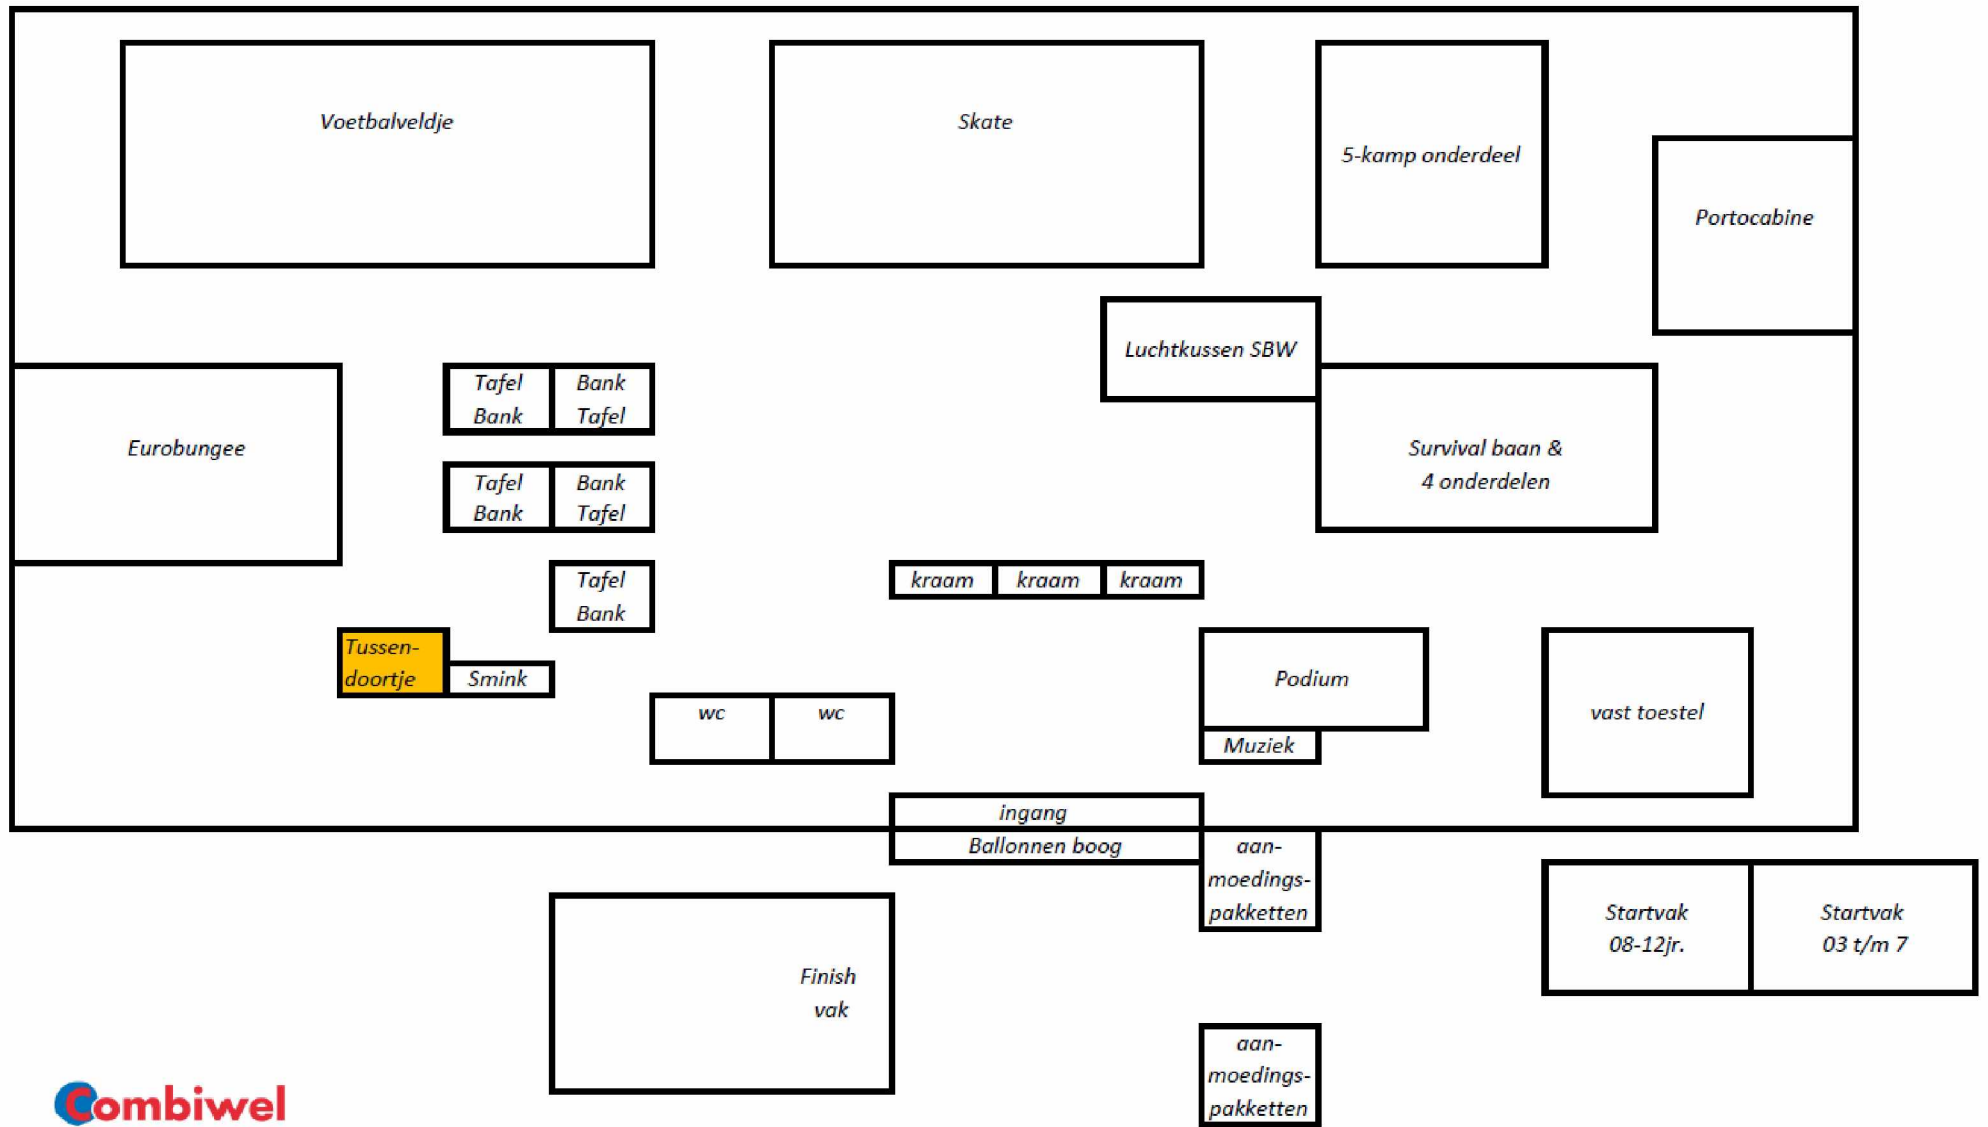 Voetbalveldje
Skate
5-kamp onderdeel
Portocabine
Luchtkussen SBW
Tafel
Bank
Bank
Tafel
Eurobungee
Survival baan &
4 onderdelen
Tafel
Bank
Bank
Tafel
Tafel
Bank
kraam
kraam
kraam
Tussen-
doortje
Smink
Podium
wc
wc
vast toestel
Muziek
ingang
Ballonnen boog
aan-
moedings-
pakketten
Startvak
08-12jr.
Startvak
03 t/m 7
Finish
vak
aan-
moedings-
pakketten
Combiwel